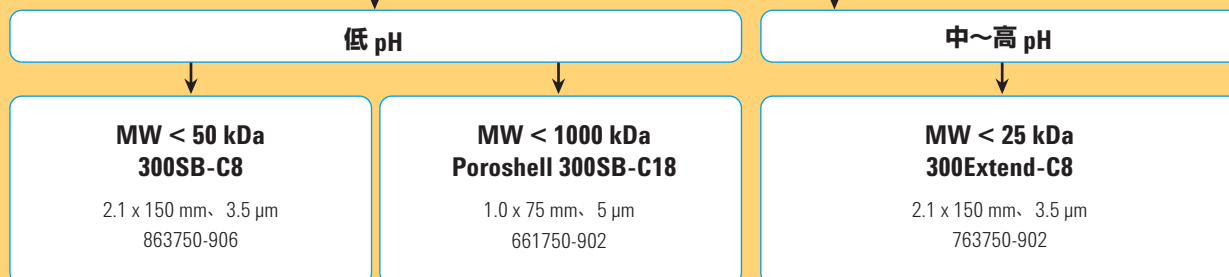 低 pH
中～高 pH
MW < 50 kDa
300SB-C8
2.1 x 150 mm、3.5 µm
863750-906
MW < 1000 kDa
Poroshell 300SB-C18
1.0 x 75 mm、5 µm
661750-902
MW < 25 kDa
300Extend-C8
2.1 x 150 mm、3.5 µm
763750-902